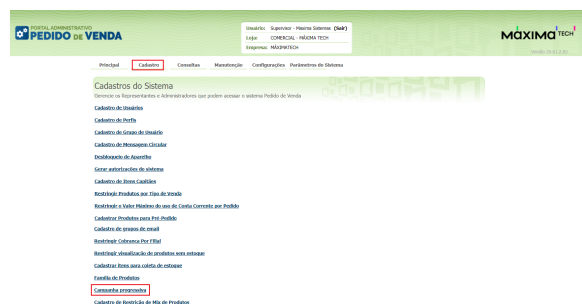 PORTAL ADMINISTRATIVO
PEDIDO DE VENDA
Usuário: Supervisor - Maxima Sistemas (Sair)
Loja: COMERCIAL - MÁXIMA TECH
Empresa: MÁXIMATECH
MÁXIMA TECH
Principal Cadastro Consultas Manutenção Configurações Parâmetros do Sistema
Cadastros do Sistema
Gerencie os Representantes e Administradores que podem acessar o sistema Pedido de Venda
Cadastro de Usuários
Cadastro de Perfis
Cadastro de Grupo de Usuário
Cadastro de Mensagem Circular
Desbloqueio de Aparelho
Gerar autorizações do sistema
Cadastro de Itens Capitães
Restringir Produtos por Tipo de Venda
Restringir o Valor Máximo do uso de Conta Corrente por Pedido
Cadastrar Produtos para Pré-Pedido
Cadastro de grupos de email
Restringir Cobrança Por Filial
Restringir visualização de produtos sem estoque
Cadastrar itens para coleta de estoque
Família de Produtos
Campanha progressiva
Cadastro de Restrição de Mix de Produtos